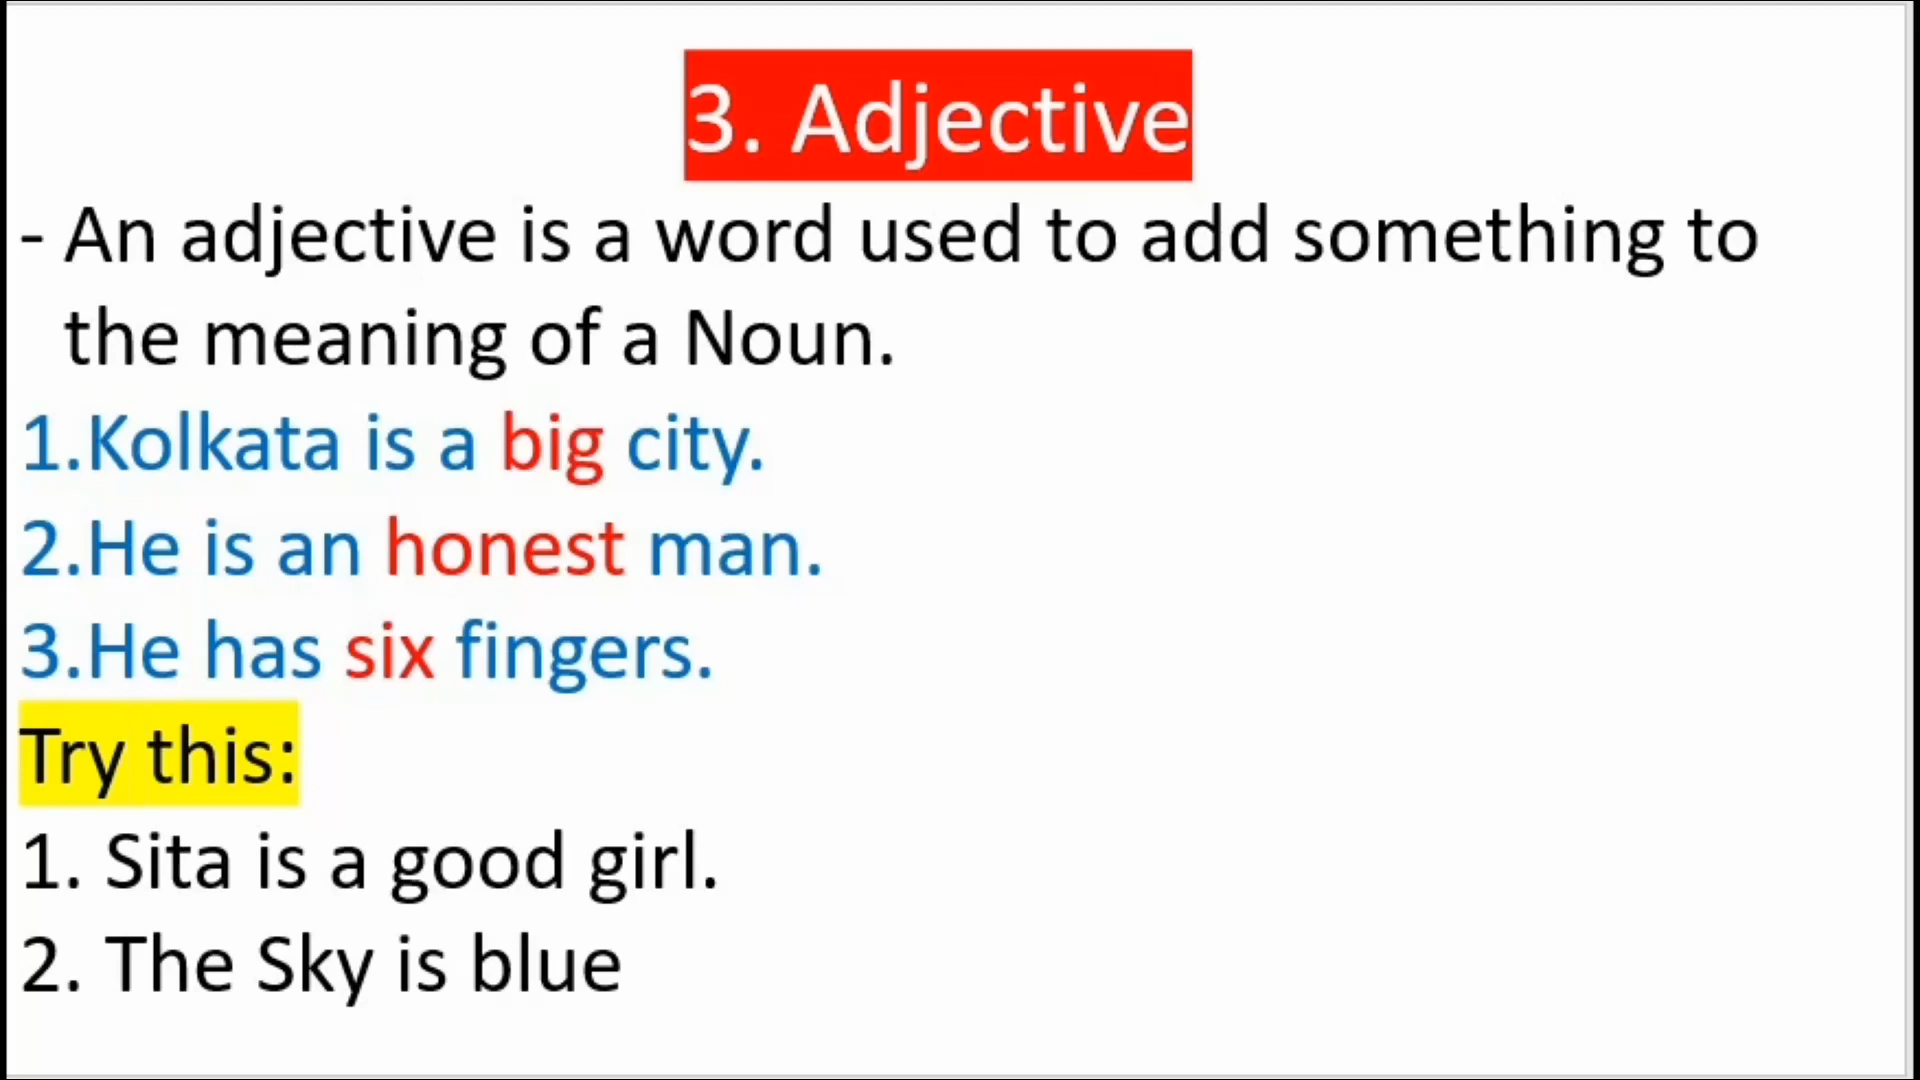 3. Adjective
- An adjective is a word used to add something to
the meaning of a Noun.
1.Kolkata is a big city.
2.He is an honest man.
3.He has six fingers.
Try this:
1. Sita is a good girl.
2. The Sky is blue